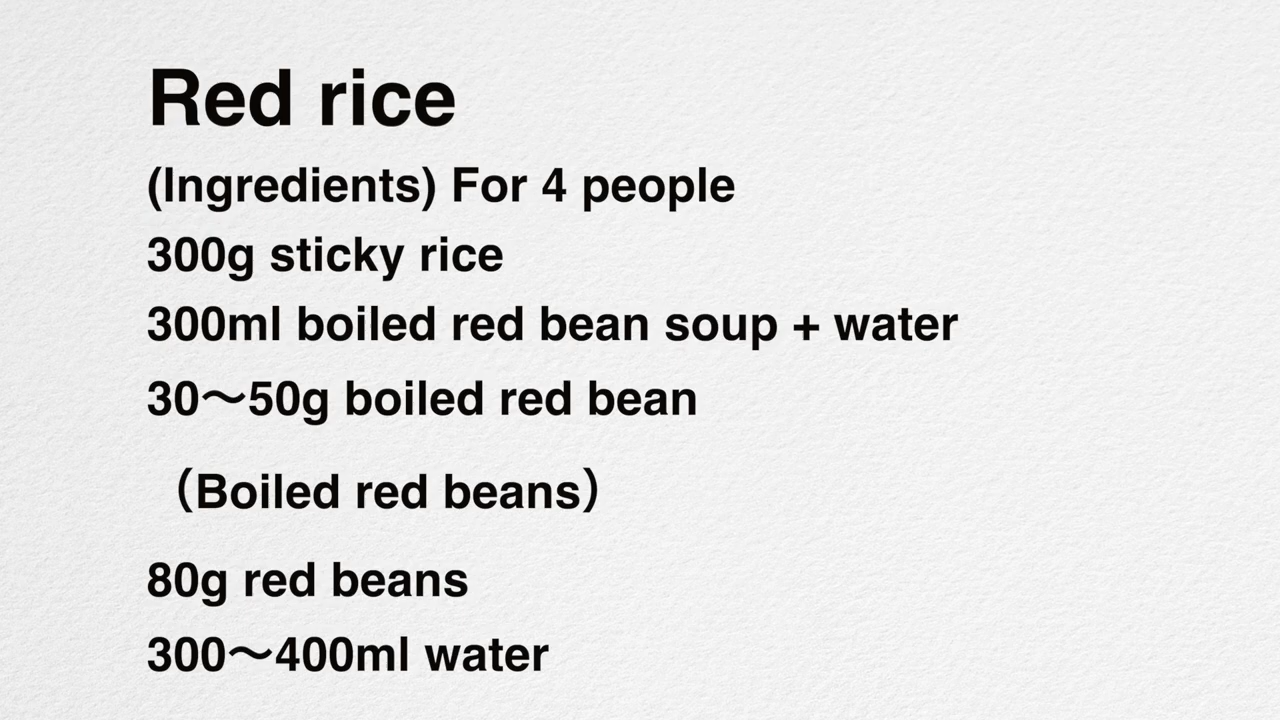 Red rice
(Ingredients) For 4 people
300g sticky rice
300ml boiled red bean soup + water
30〜50g boiled red bean
（Boiled red beans）
80g red beans
300〜400ml water